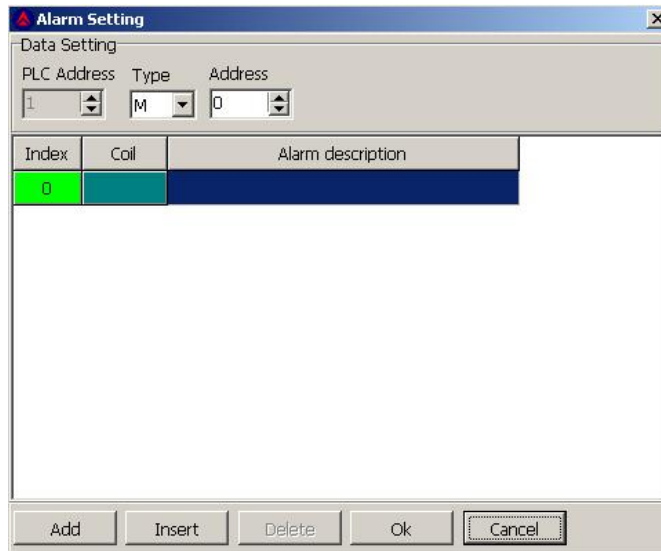 Alarm Setting
Data Setting
PLC Address Type Address
1 M 0
Index Coil Alarm description
0
Add Insert Delete Ok Cancel